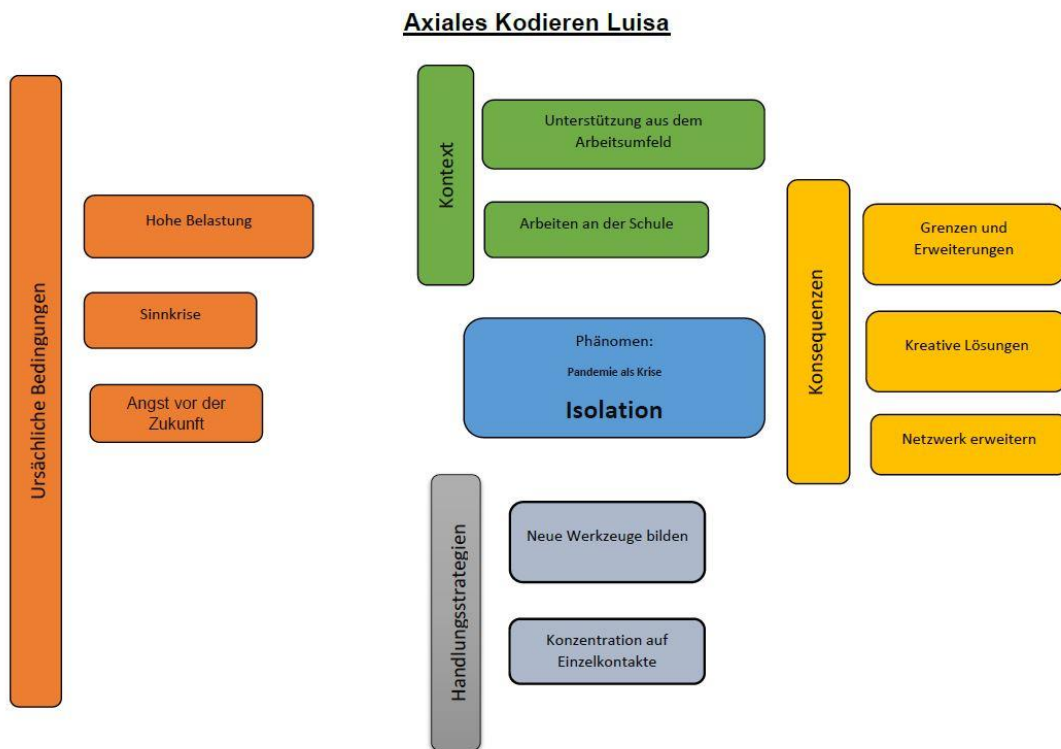 Axiales Kodieren Luisa
Ursächliche Bedingungen
Hohe Belastung
Sinnkrise
Angst vor der
Zukunft
Kontext
Unterstützung aus dem
Arbeitsumfeld
Arbeiten an der Schule
Phänomen:
Pandemie als Krise
Isolation
Handlungsstrategien
Neue Werkzeuge bilden
Konzentration auf
Einzelkontakte
Konsequenzen
Grenzen und
Erweiterungen
Kreative Lösungen
Netzwerk erweitern